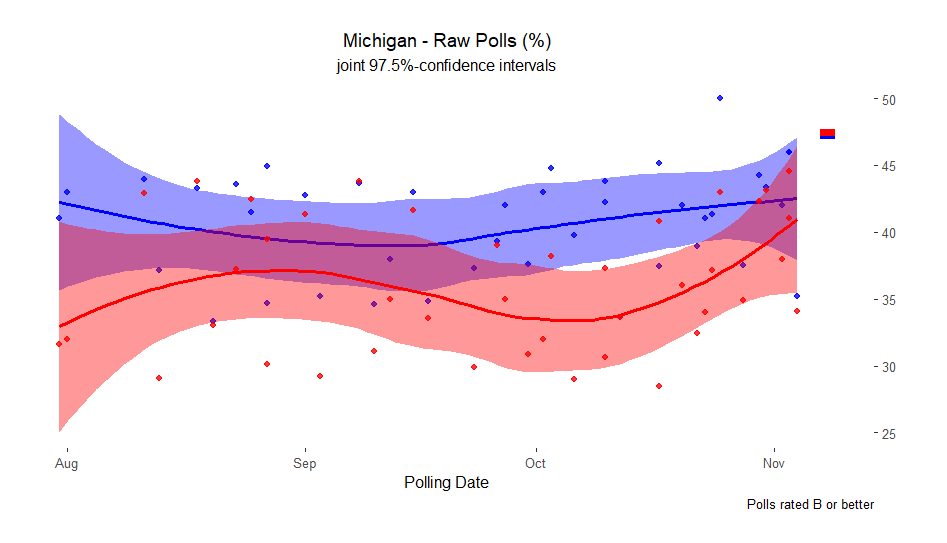 Michigan - Raw Polls (%)
joint 97.5%-confidence intervals
50
45
40
35
30
25
Aug Sep Oct Nov
Polling Date
Polls rated B or better